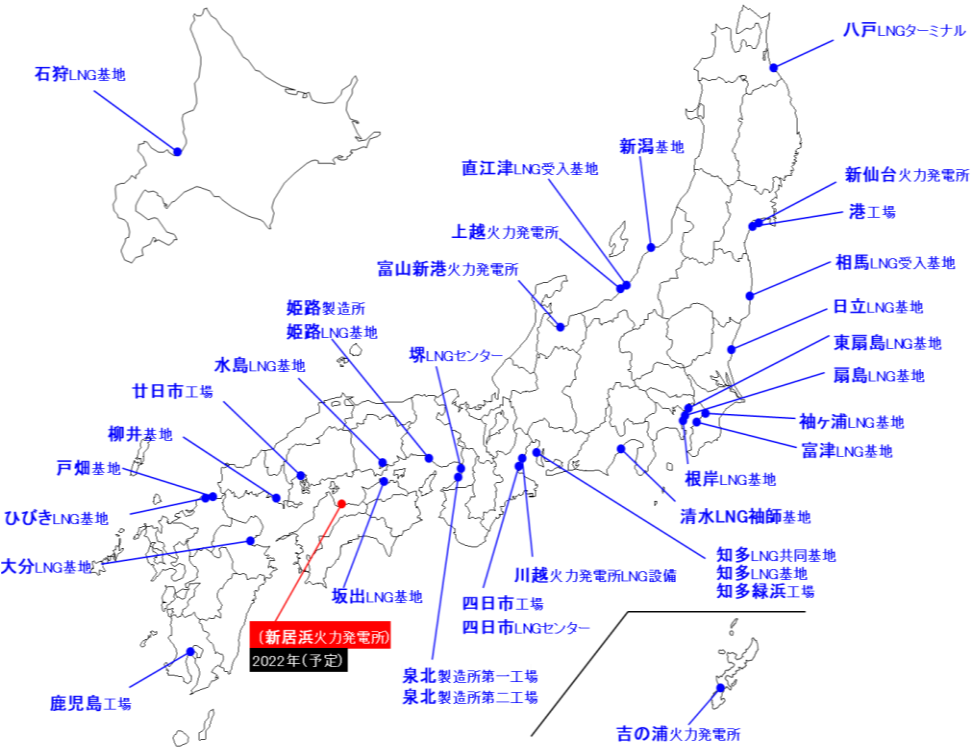 八戸LNGターミナル
石狩LNG基地
新潟基地
直江津LNG受入基地
新仙台火力発電所
港工場
上越火力発電所
富山新港火力発電所
相馬LNG受入基地
姫路製造所
姫路LNG基地
日立LNG基地
東扇島LNG基地
堺LNGセンター
水島LNG基地
扇島LNG基地
廿日市工場
袖ヶ浦LNG基地
柳井基地
富津LNG基地
戸畑基地
根岸LNG基地
ひびきLNG基地
清水LNG袖師基地
大分LNG基地
知多LNG共同基地
知多LNG基地
知多緑浜工場
川越火力発電所LNG設備
坂出LNG基地
四日市工場
四日市LNGセンター
(新居浜火力発電所)
2022年(予定)
泉北製造所第一工場
泉北製造所第二工場
鹿児島工場
吉の浦火力発電所